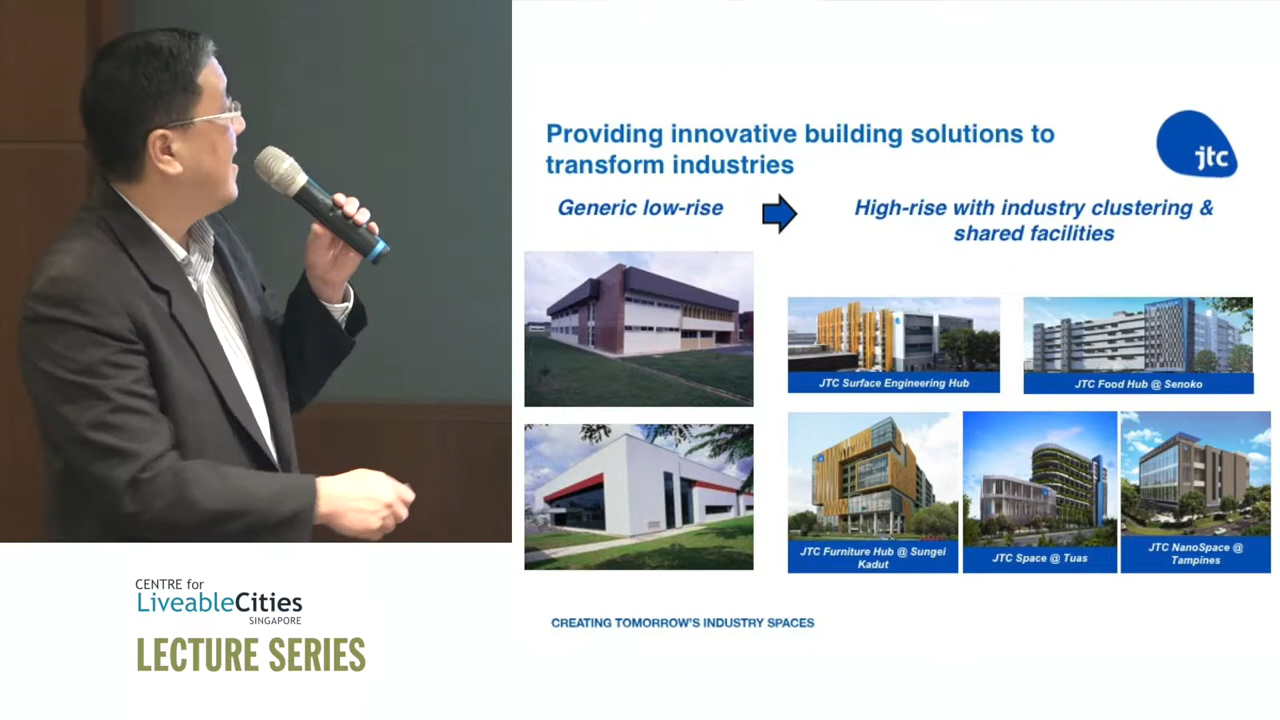 Providing innovative building solutions to
transform industries
jtc
Generic low-rise
High-rise with industry clustering &
shared facilities
JTC Surface Engineering Hub
JTC Food Hub @ Senoko
JTC Furniture Hub @ Sungei
Kadut
JTC Space @ Tuas
JTC NanoSpace @
Tampines
CREATING TOMORROW'S INDUSTRY SPACES
CENTRE for
LiveableCities
SINGAPORE
LECTURE SERIES